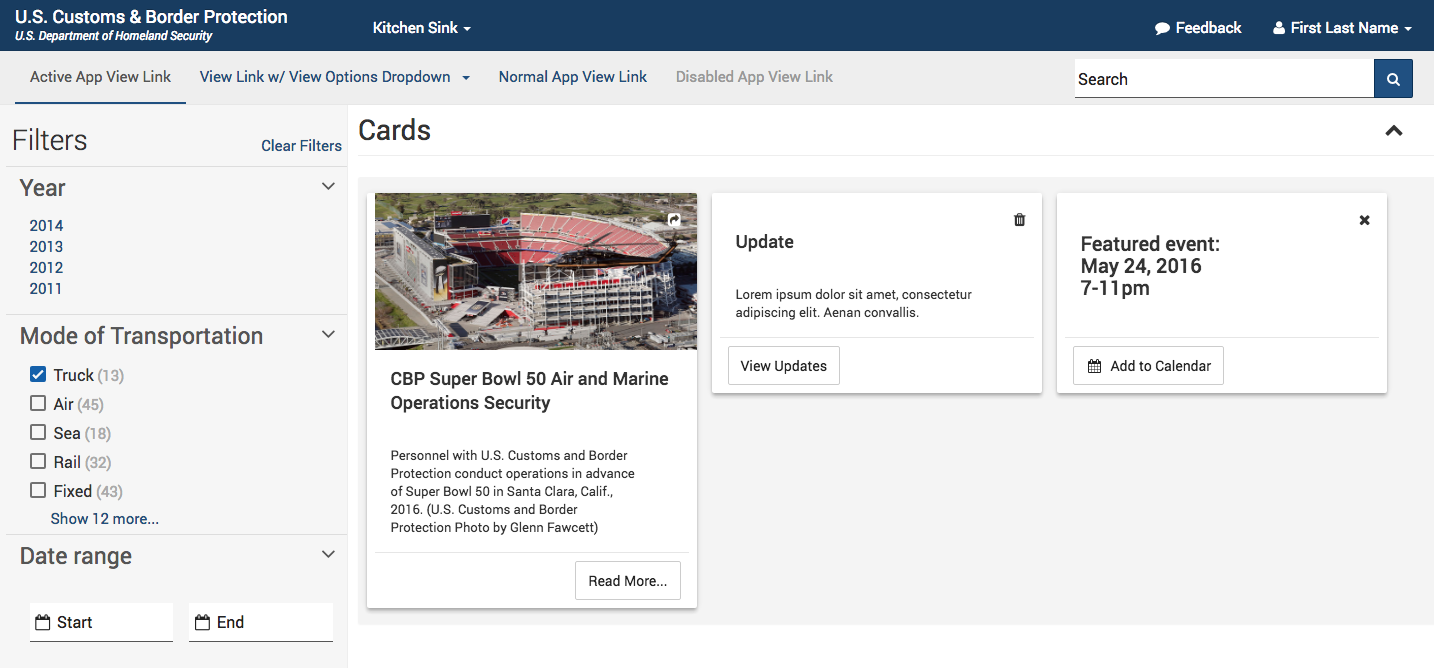 U.S. Customs & Border Protection
U.S. Department of Homeland Security
Kitchen Sink
Feedback
First Last Name
Active App View Link
View Link w/ View Options Dropdown
Normal App View Link
Disabled App View Link
Search
Filters
Clear Filters
Year
2014
2013
2012
2011
Mode of Transportation
Truck (13)
Air (45)
Sea (18)
Rail (32)
Fixed (43)
Show 12 more...
Date range
Start
End
Cards
CBP Super Bowl 50 Air and Marine
Operations Security
Personnel with U.S. Customs and Border
Protection conduct operations in advance
of Super Bowl 50 in Santa Clara, Calif.,
2016. (U.S. Customs and Border
Protection Photo by Glenn Fawcett)
Read More...
Update
Lorem ipsum dolor sit amet, consectetur
adipiscing elit. Aenan convallis.
View Updates
Featured event:
May 24, 2016
7-11pm
Add to Calendar